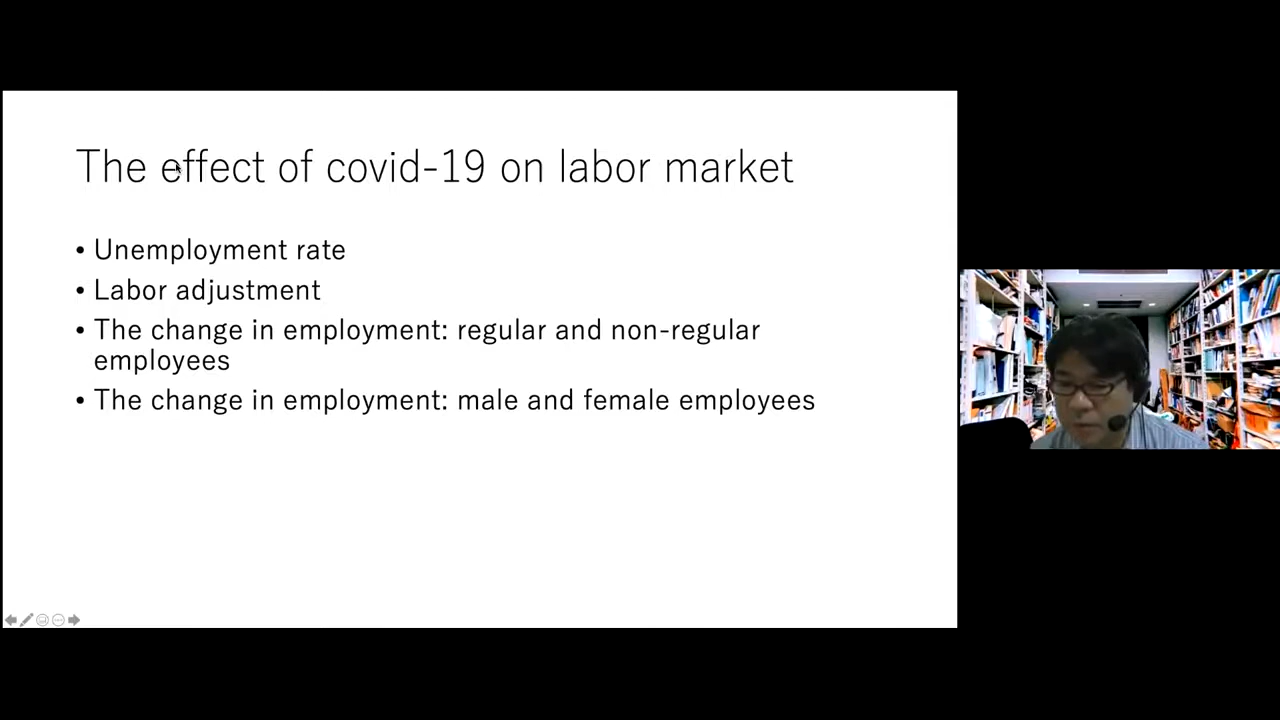 The effect of covid-19 on labor market
• Unemployment rate
• Labor adjustment
• The change in employment: regular and non-regular
employees
• The change in employment: male and female employees